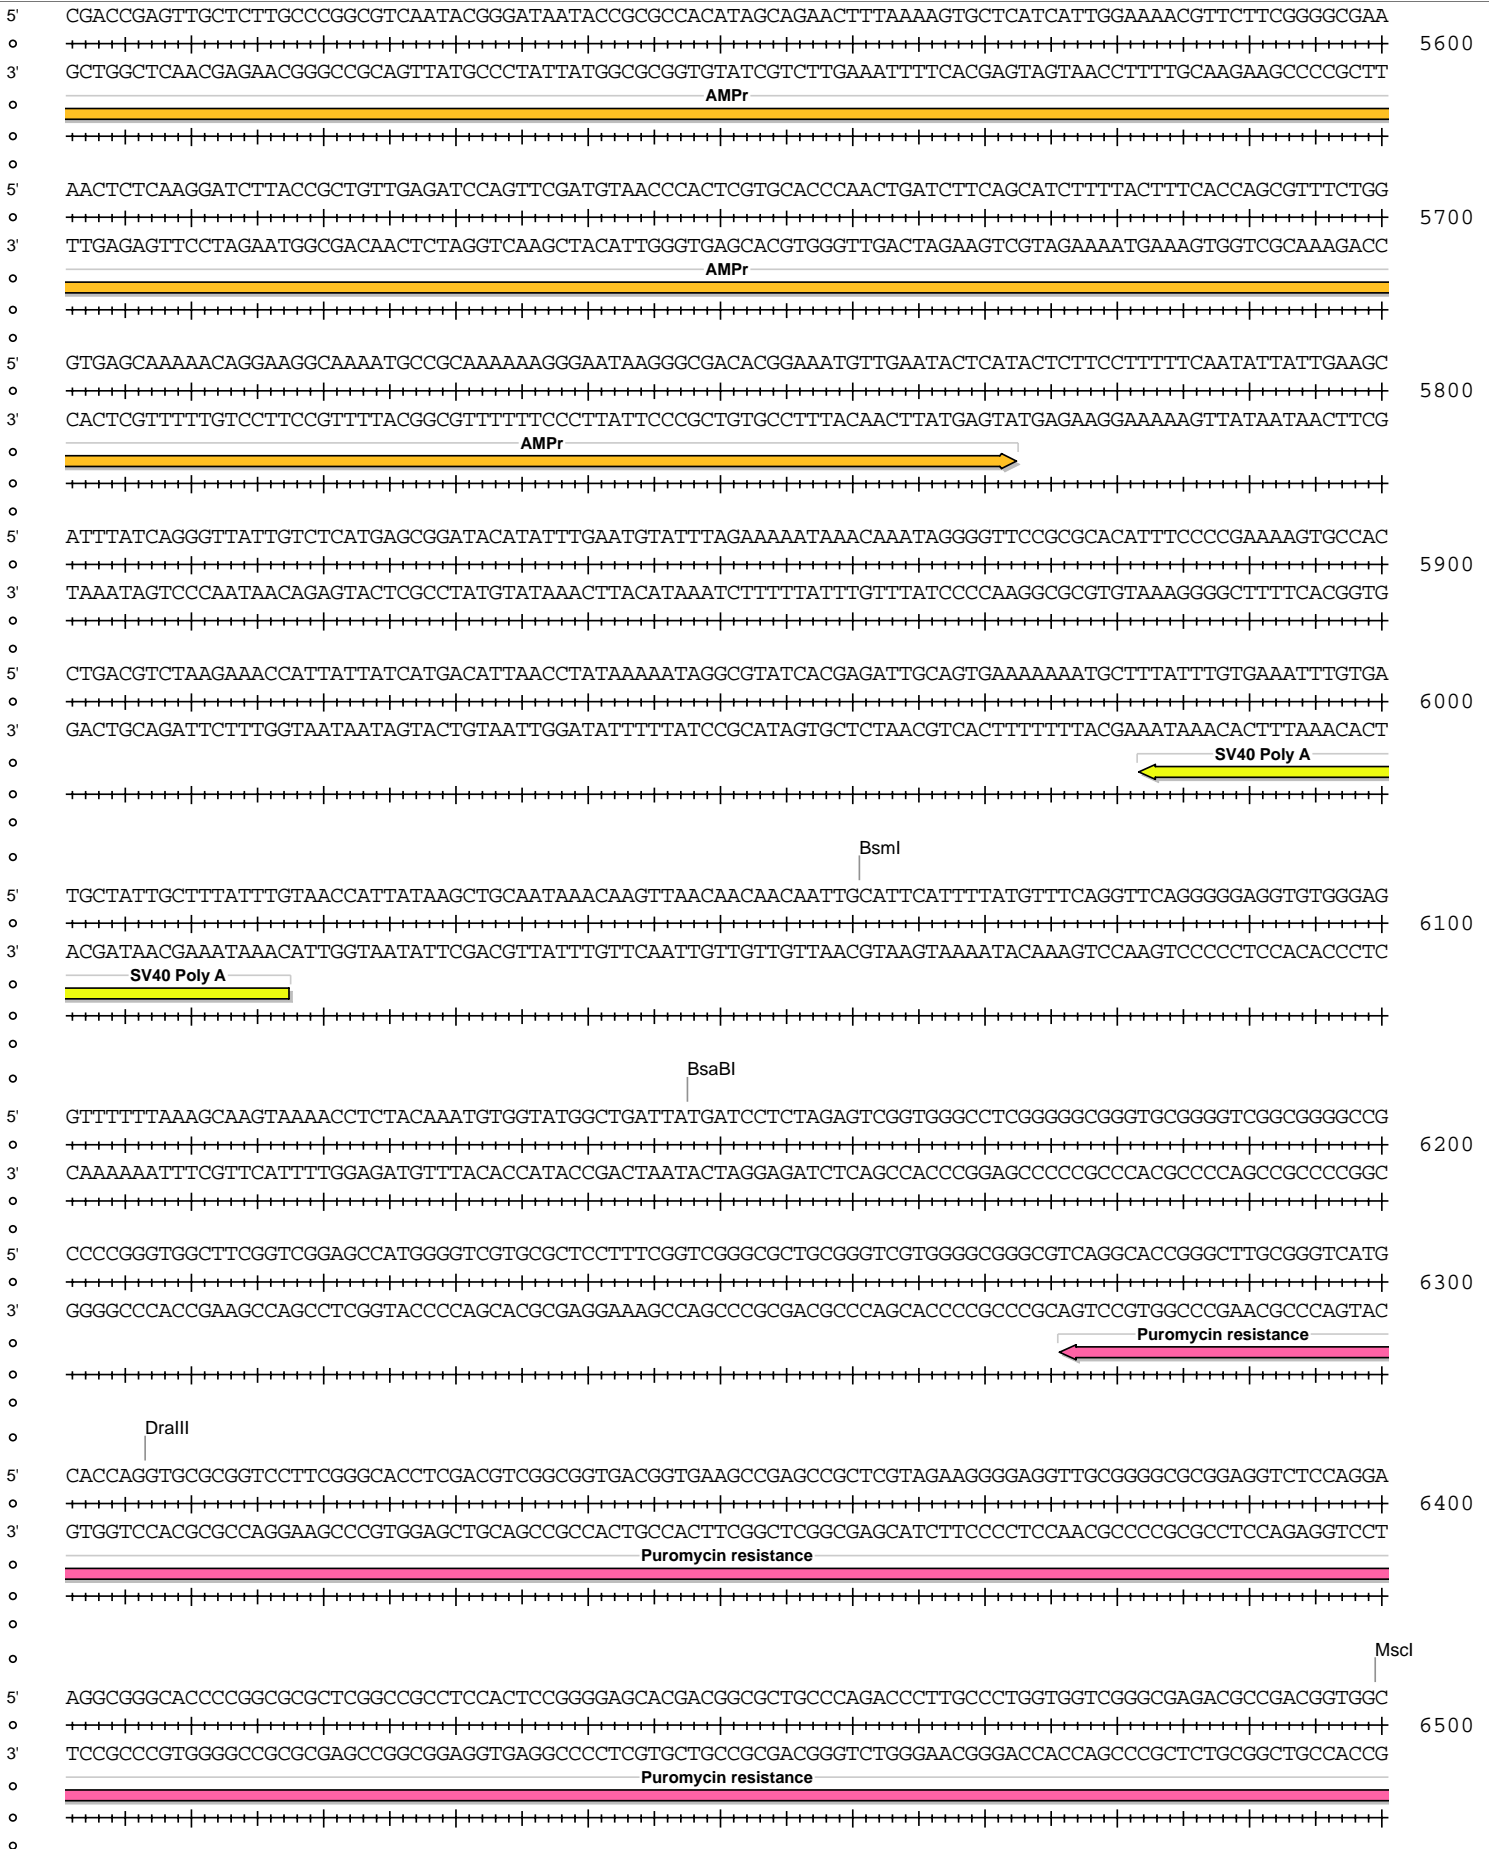 5' CGACCGAGTTGCTCTTGCCCGGCGTCAATACGGGATAATACCGCGCCACATAGCAGAACTTTAAAAGTGCTCATCATTGGAAAACGTTCTTCGGGGCGAA
5600
3' GCTGGCTCAACGAGAACGGGCCGCAGTTATGCCCTATTATGGCGCGGTGTATCGTCTTGAAATTTTCACGAGTAGTAACCTTTTGCAAGAAGCCCCGCTT
AMPr
5' AACTCTCAAGGATCTTACCGCTGTTGAGATCCAGTTCGATGTAACCCACTCGTGCACCCAACTGATCTTCAGCATCTTTTACTTTCACCAGCGTTTCTGG
5700
3' TTGAGAGTTCCTAGAATGGCGACAACTCTAGGTCAAGCTACATTGGGTGAGCACGTGGGTTGACTAGAAGTCGTAGAAAATGAAAGTGGTCGCAAAGACC
AMPr
5' GTGAGCAAAAACAGGAAGGCAAAATGCCGCAAAAAAGGGAATAAGGGCGACACGGAAATGTTGAATACTCATACTCTTCCTTTTTCAATATTATTGAAGC
5800
3' CACTCGTTTTTGTCCTTCCGTTTTACGGCGTTTTTTCCCTTATTCCCGCTGTGCCTTTACAACTTATGAGTATGAGAAGGAAAAAGTTATAATAACTTCG
AMPr
5' ATTTATCAGGGTTATTGTCTCATGAGCGGATACATATTTGAATGTATTTAGAAAAATAAACAAATAGGGGTTCCGCGCACATTTCCCCGAAAAGTGCCAC
5900
3' TAAATAGTCCCAATAACAGAGTACTCGCCTATGTATAAACTTACATAAATCTTTTTATTTGTTTATCCCCAAGGCGCGTGTAAAGGGGCTTTTCACGGTG
5' CTGACGTCTAAGAAACCATTATTATCATGACATTAACCTATAAAAATAGGCGTATCACGAGATTGCAGTGAAAAAAATGCTTTATTTGTGAAATTTGTGA
6000
3' GACTGCAGATTCTTTGGTAATAATAGTACTGTAATTGGATATTTTTATCCGCATAGTGCTCTAACGTCACTTTTTTTACGAAATAAACACTTTAAACACT
SV40 Poly A
BsmI
5' TGCTATTGCTTTATTTGTAACCATTATAAGCTGCAATAAACAAGTTAACAACAACAATTGCATTCATTTTATGTTTCAGGTTCAGGGGGAGGTGTGGGAG
6100
3' ACGATAACGAAATAAACATTGGTAATATTCGACGTTATTTGTTCAATTGTTGTTGTTAACGTAAGTAAAATACAAAGTCCAAGTCCCCCTCCACACCCTC
SV40 Poly A
BsaBI
5' GTTTTTTAAAGCAAGTAAAACCTCTACAAATGTGGTATGGCTGATTATGATCCTCTAGAGTCGGTGGGCCTCGGGGGCGGGTGCGGGGTCGGCGGGGCCG
6200
3' CAAAAAATTTCGTTCATTTTGGAGATGTTTACACCATACCGACTAATACTAGGAGATCTCAGCCACCCGGAGCCCCCGCCCACGCCCCAGCCGCCCCGGC
5' CCCCGGGTGGCTTCGGTCGGAGCCATGGGGTCGTGCGCTCCTTTCGGTCGGGCGCTGCGGGTCGTGGGGCGGGCGTCAGGCACCGGGCTTGCGGGTCATG
6300
3' GGGGCCCACCGAAGCCAGCCTCGGTACCCCAGCACGCGAGGAAAGCCAGCCCGCGACGCCCAGCACCCCGCCCGCAGTCCGTGGCCCGAACGCCCAGTAC
Puromycin resistance
DraIII
5' CACCAGGTGCGCGGTCCTTCGGGCACCTCGACGTCGGCGGTGACGGTGAAGCCGAGCCGCTCGTAGAAGGGGAGGTTGCGGGGCGCGGAGGTCTCCAGGA
6400
3' GTGGTCCACGCGCCAGGAAGCCCGTGGAGCTGCAGCCGCCACTGCCACTTCGGCTCGGCGAGCATCTTCCCCTCCAACGCCCCGCGCCTCCAGAGGTCCT
Puromycin resistance
MscI
5' AGGCGGGCACCCCGGCGCGCTCGGCCGCCTCCACTCCGGGGAGCACGACGGCGCTGCCCAGACCCTTGCCCTGGTGGTCGGGCGAGACGCCGACGGTGGC
6500
3' TCCGCCCGTGGGGCCGCGCGAGCCGGCGGAGGTGAGGCCCCTCGTGCTGCCGCGACGGGTCTGGGAACGGGACCACCAGCCCGCTCTGCGGCTGCCACCG
Puromycin resistance